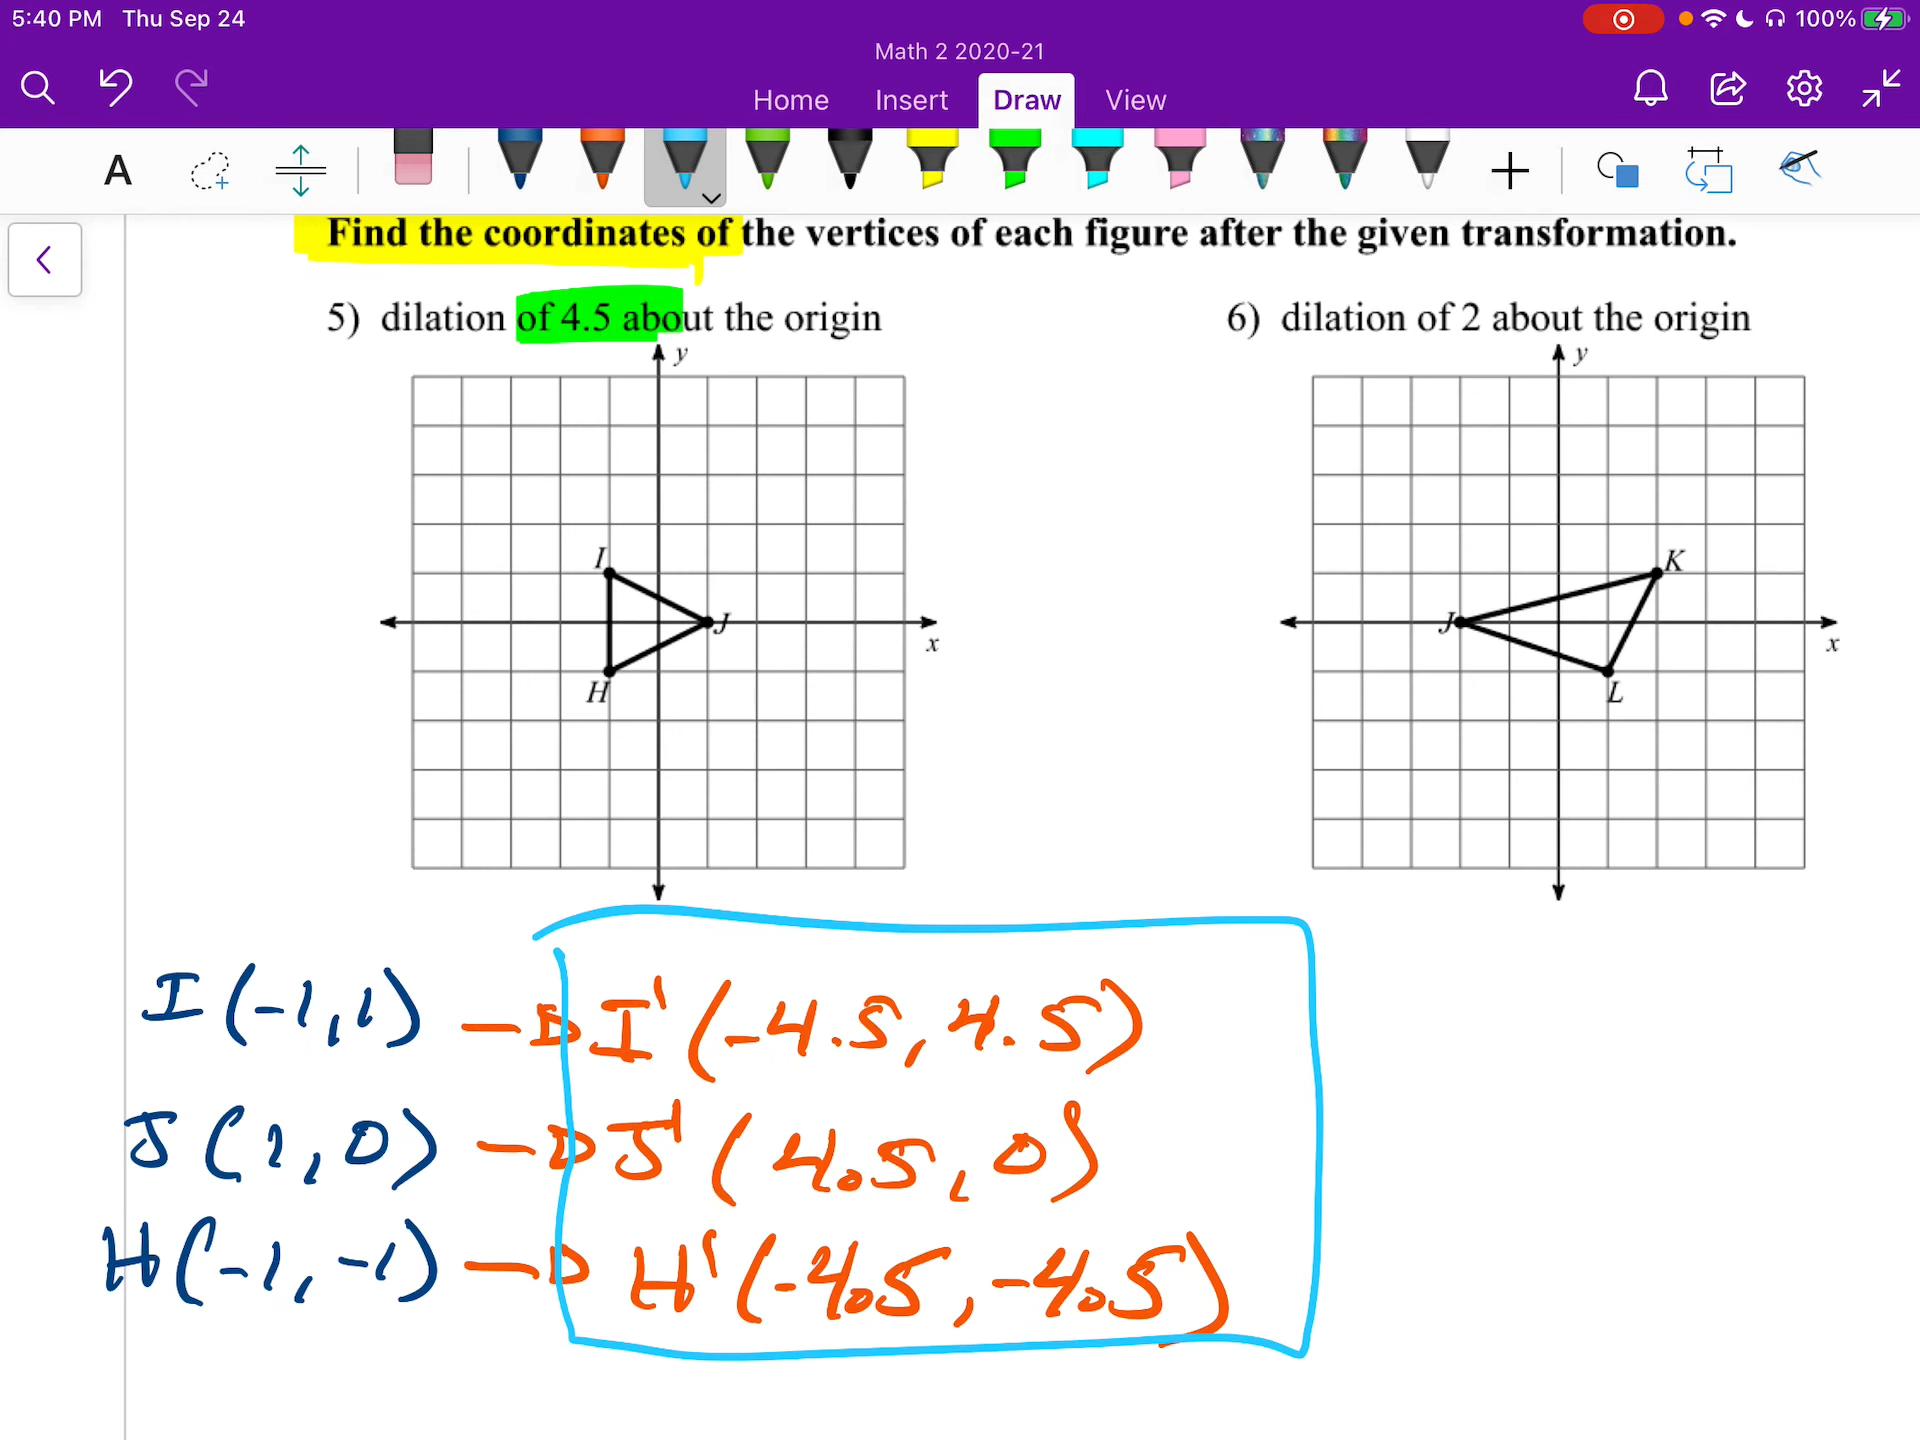 5:40 PM Thu Sep 24
100%
Math 2 2020-21
Home Insert Draw View
A
Find the coordinates of the vertices of each figure after the given transformation.
5) dilation of 4.5 about the origin
6) dilation of 2 about the origin
y
I
J
H
x
y
K
J
L
x
I (-1, 1) → I' (-4.5, 4.5)
J (1, 0) → J' (4.5, 0)
H (-1, -1) → H' (-4.5, -4.5)